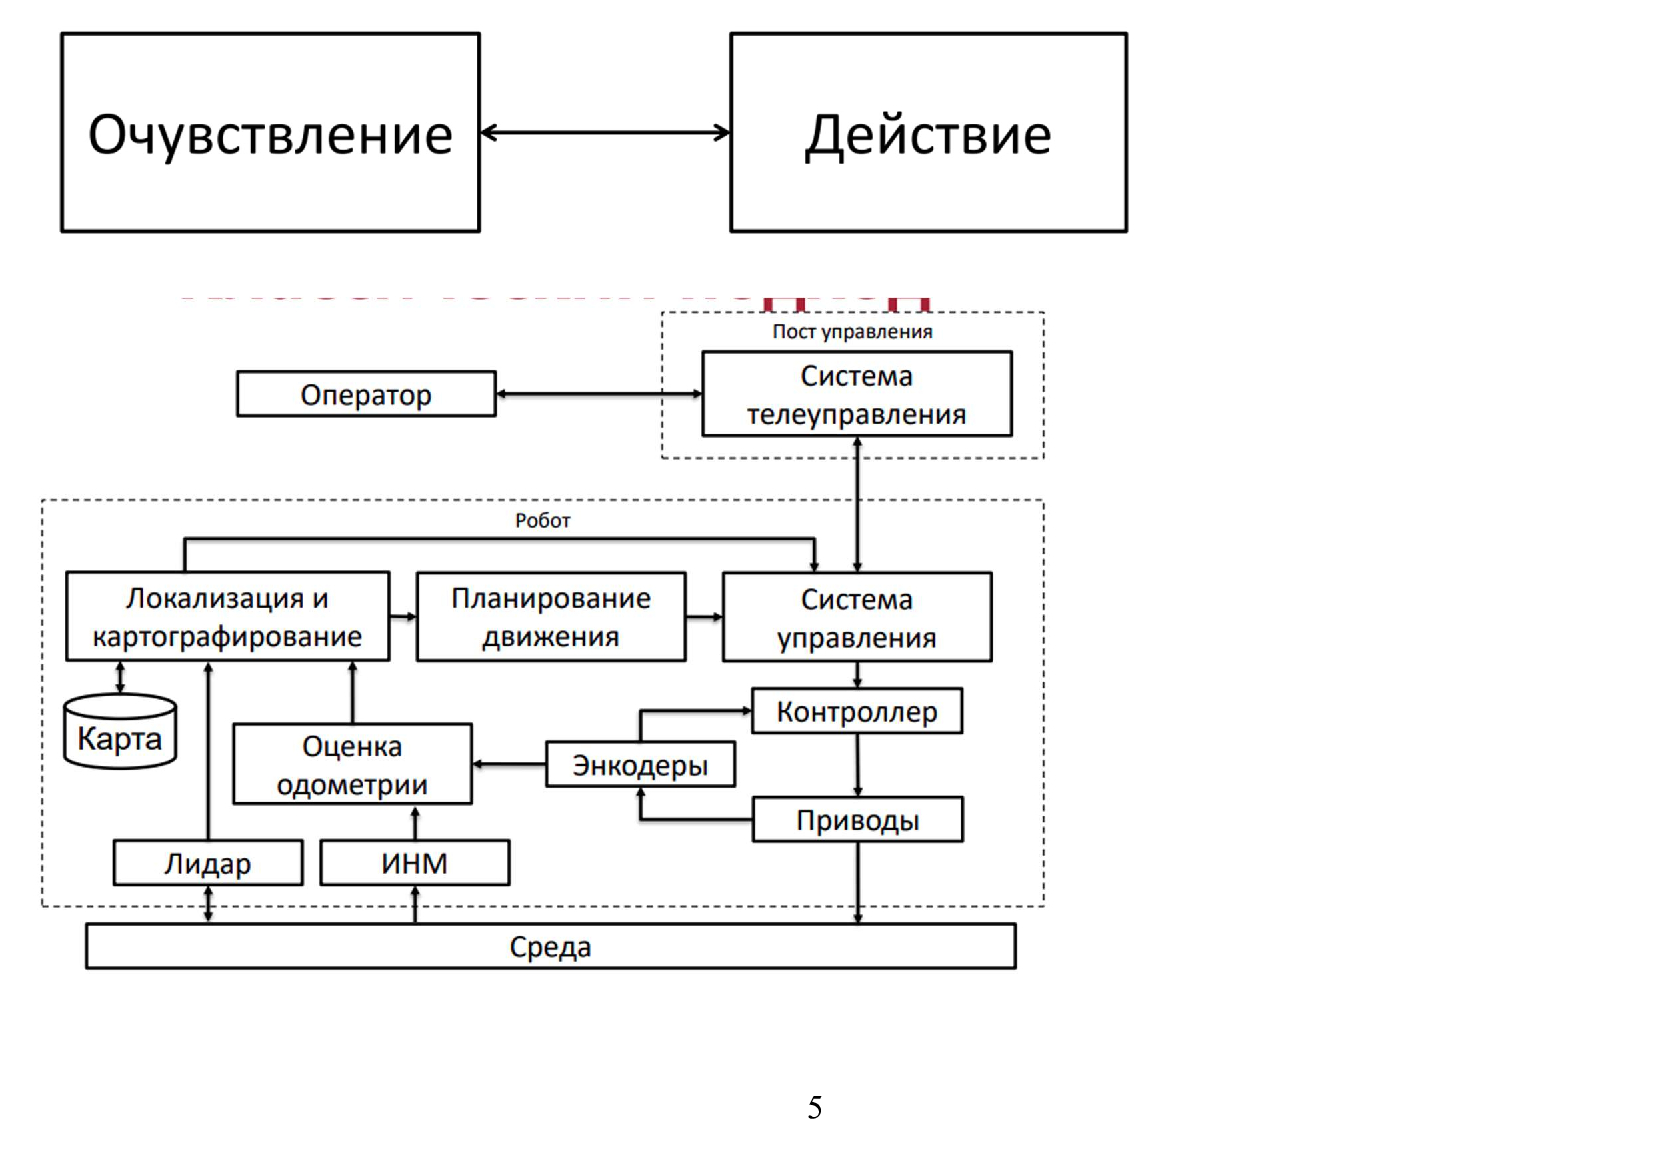 Очувствление
Действие
Пост управления
Оператор
Система
телеуправления
Робот
Локализация и
картографирование
Планирование
движения
Система
управления
Карта
Оценка
одометрии
Энкодеры
Контроллер
Приводы
Лидар
ИНМ
Среда
5